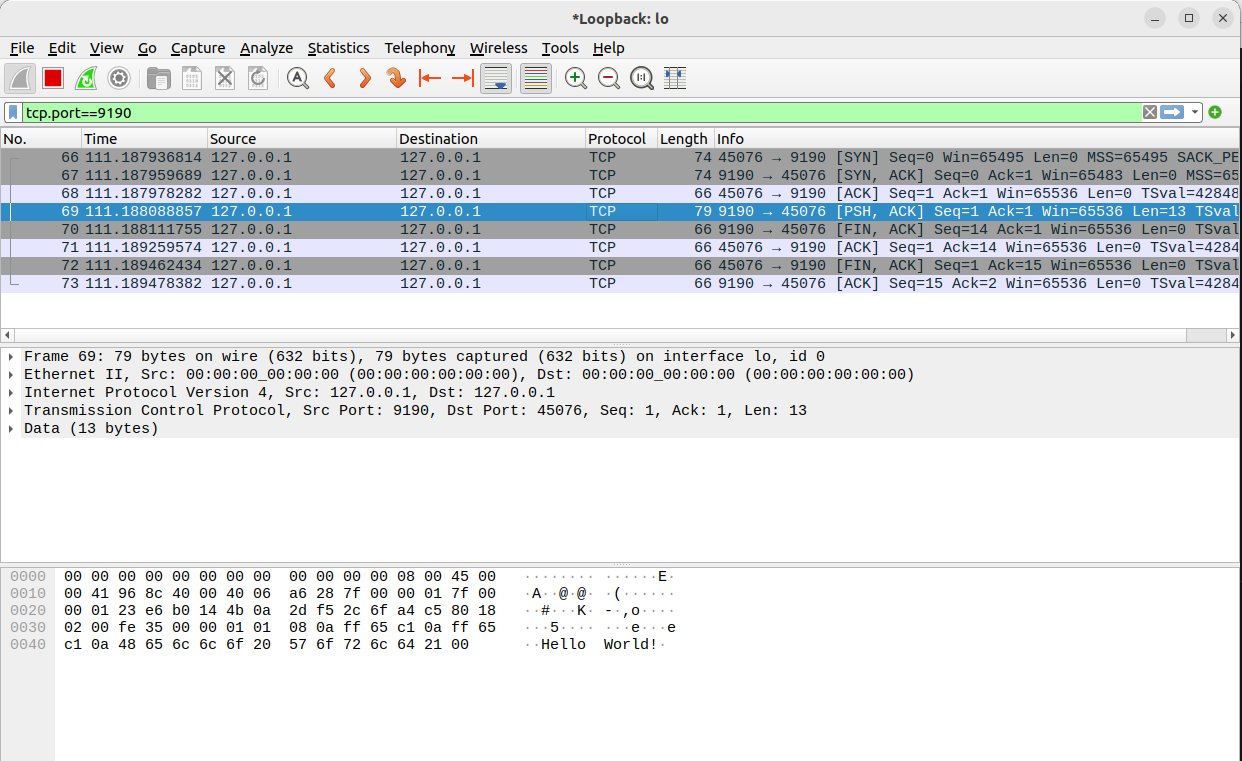 *Loopback: lo
File Edit View Go Capture Analyze Statistics Telephony Wireless Tools Help
tcp.port==9190
No. Time Source Destination Protocol Length Info
66 111.187936814 127.0.0.1 127.0.0.1 TCP 74 45076 → 9190 [SYN] Seq=0 Win=65495 Len=0 MSS=65495 SACK_PE
67 111.187959689 127.0.0.1 127.0.0.1 TCP 74 9190 → 45076 [SYN, ACK] Seq=0 Ack=1 Win=65483 Len=0 MSS=65
68 111.187978282 127.0.0.1 127.0.0.1 TCP 66 45076 → 9190 [ACK] Seq=1 Ack=1 Win=65536 Len=0 TSval=42848
69 111.188088857 127.0.0.1 127.0.0.1 TCP 79 9190 → 45076 [PSH, ACK] Seq=1 Ack=1 Win=65536 Len=13 TSval
70 111.188111755 127.0.0.1 127.0.0.1 TCP 66 9190 → 45076 [FIN, ACK] Seq=14 Ack=1 Win=65536 Len=0 TSval
71 111.189259574 127.0.0.1 127.0.0.1 TCP 66 45076 → 9190 [ACK] Seq=1 Ack=14 Win=65536 Len=0 TSval=4284
72 111.189462434 127.0.0.1 127.0.0.1 TCP 66 45076 → 9190 [FIN, ACK] Seq=1 Ack=15 Win=65536 Len=0 TSval
73 111.189478382 127.0.0.1 127.0.0.1 TCP 66 9190 → 45076 [ACK] Seq=15 Ack=2 Win=65536 Len=0 TSval=4284
Frame 69: 79 bytes on wire (632 bits), 79 bytes captured (632 bits) on interface lo, id 0
Ethernet II, Src: 00:00:00_00:00:00 (00:00:00:00:00:00), Dst: 00:00:00_00:00:00 (00:00:00:00:00:00)
Internet Protocol Version 4, Src: 127.0.0.1, Dst: 127.0.0.1
Transmission Control Protocol, Src Port: 9190, Dst Port: 45076, Seq: 1, Ack: 1, Len: 13
Data (13 bytes)
0000 00 00 00 00 00 00 00 00 00 00 00 00 08 00 45 00 ········ ······E·
0010 00 41 96 8c 40 00 40 06 a6 28 7f 00 00 01 7f 00 ·A··@·@· ·(······
0020 00 01 23 e6 b0 14 4b 0a 2d f5 2c 6f a4 c5 80 18 ··#···K· -·,o····
0030 02 00 fe 35 00 00 01 01 08 0a ff 65 c1 0a ff 65 ···5···· ···e···e
0040 c1 0a 48 65 6c 6c 6f 20 57 6f 72 6c 64 21 00 ··Hello World!·